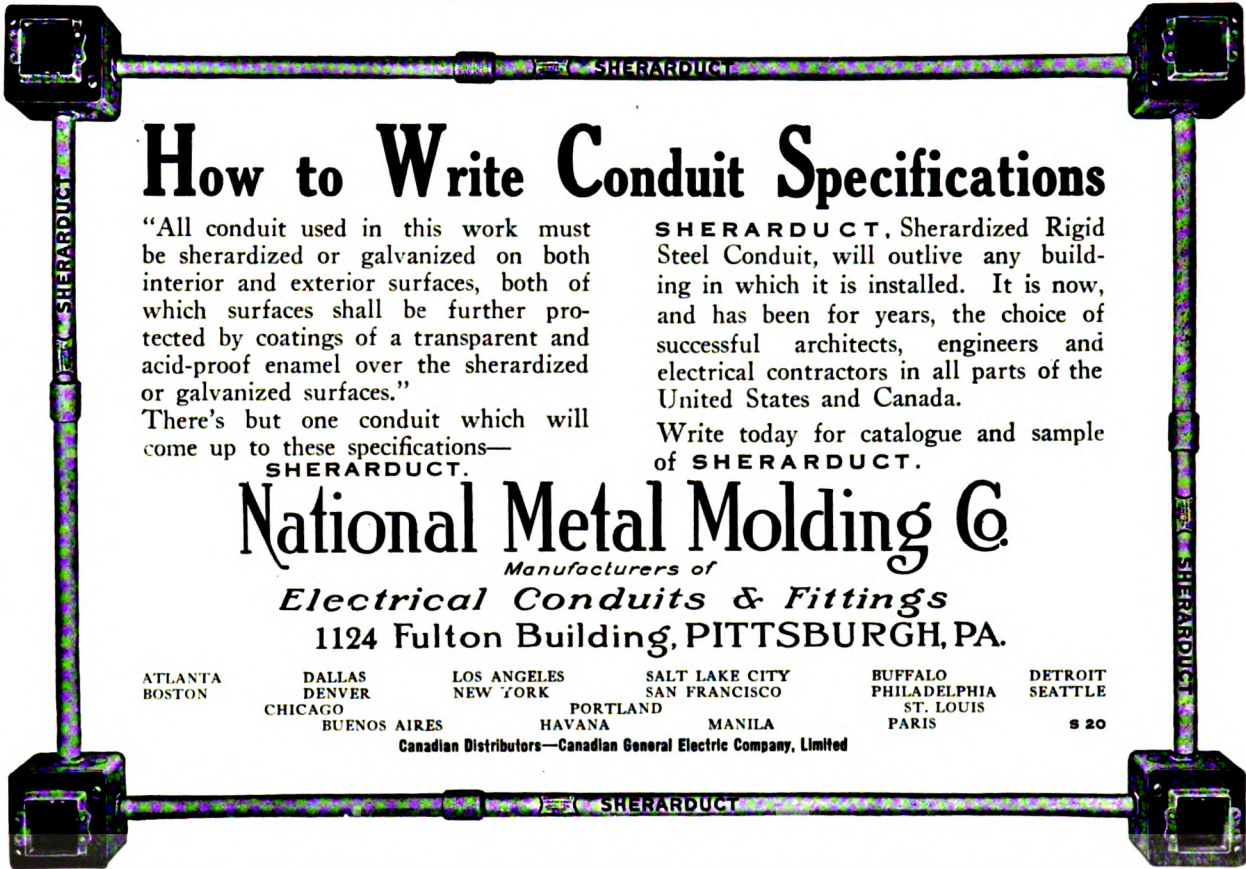 SHERARDUCT
How to Write Conduit Specifications
"All conduit used in this work must
be sherardized or galvanized on both
interior and exterior surfaces, both of
which surfaces shall be further pro-
tected by coatings of a transparent and
acid-proof enamel over the sherardized
or galvanized surfaces."
There's but one conduit which will
come up to these specifications—
SHERARDUCT.
SHERARDUCT, Sherardized Rigid
Steel Conduit, will outlive any build-
ing in which it is installed. It is now,
and has been for years, the choice of
successful architects, engineers and
electrical contractors in all parts of the
United States and Canada.
Write today for catalogue and sample
of SHERARDUCT.
SHERARDUCT
SHERARDUCT
National Metal Molding Co.
Manufacturers of
Electrical Conduits & Fittings
1124 Fulton Building, PITTSBURGH, PA.
ATLANTA DALLAS LOS ANGELES SALT LAKE CITY BUFFALO DETROIT
BOSTON DENVER NEW YORK SAN FRANCISCO PHILADELPHIA SEATTLE
CHICAGO PORTLAND ST. LOUIS
BUENOS AIRES HAVANA MANILA PARIS S 20
Canadian Distributors—Canadian General Electric Company, Limited
SHERARDUCT